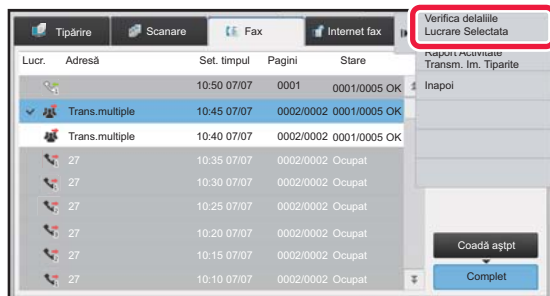 Tipărire Scanare Fax Internet fax
Lucr. Adresă Set. timpul Pagini Stare
10:50 07/07 0001 0001/0005 OK
Trans.multiple 10:45 07/07 0002/0002 0001/0005 OK
Trans.multiple 10:40 07/07 0002/0002 0001/0005 OK
27 10:35 07/07 0002/0002 Ocupat
27 10:30 07/07 0002/0002 Ocupat
27 10:25 07/07 0002/0002 Ocupat
27 10:20 07/07 0002/0002 Ocupat
27 10:15 07/07 0002/0002 Ocupat
27 10:10 07/07 0002/0002 Ocupat
Verifica delaliile
Lucrare Selectata
Raport Activitate
Transm. Im. Tiparite
Inapoi
Coadă aştpt
Complet